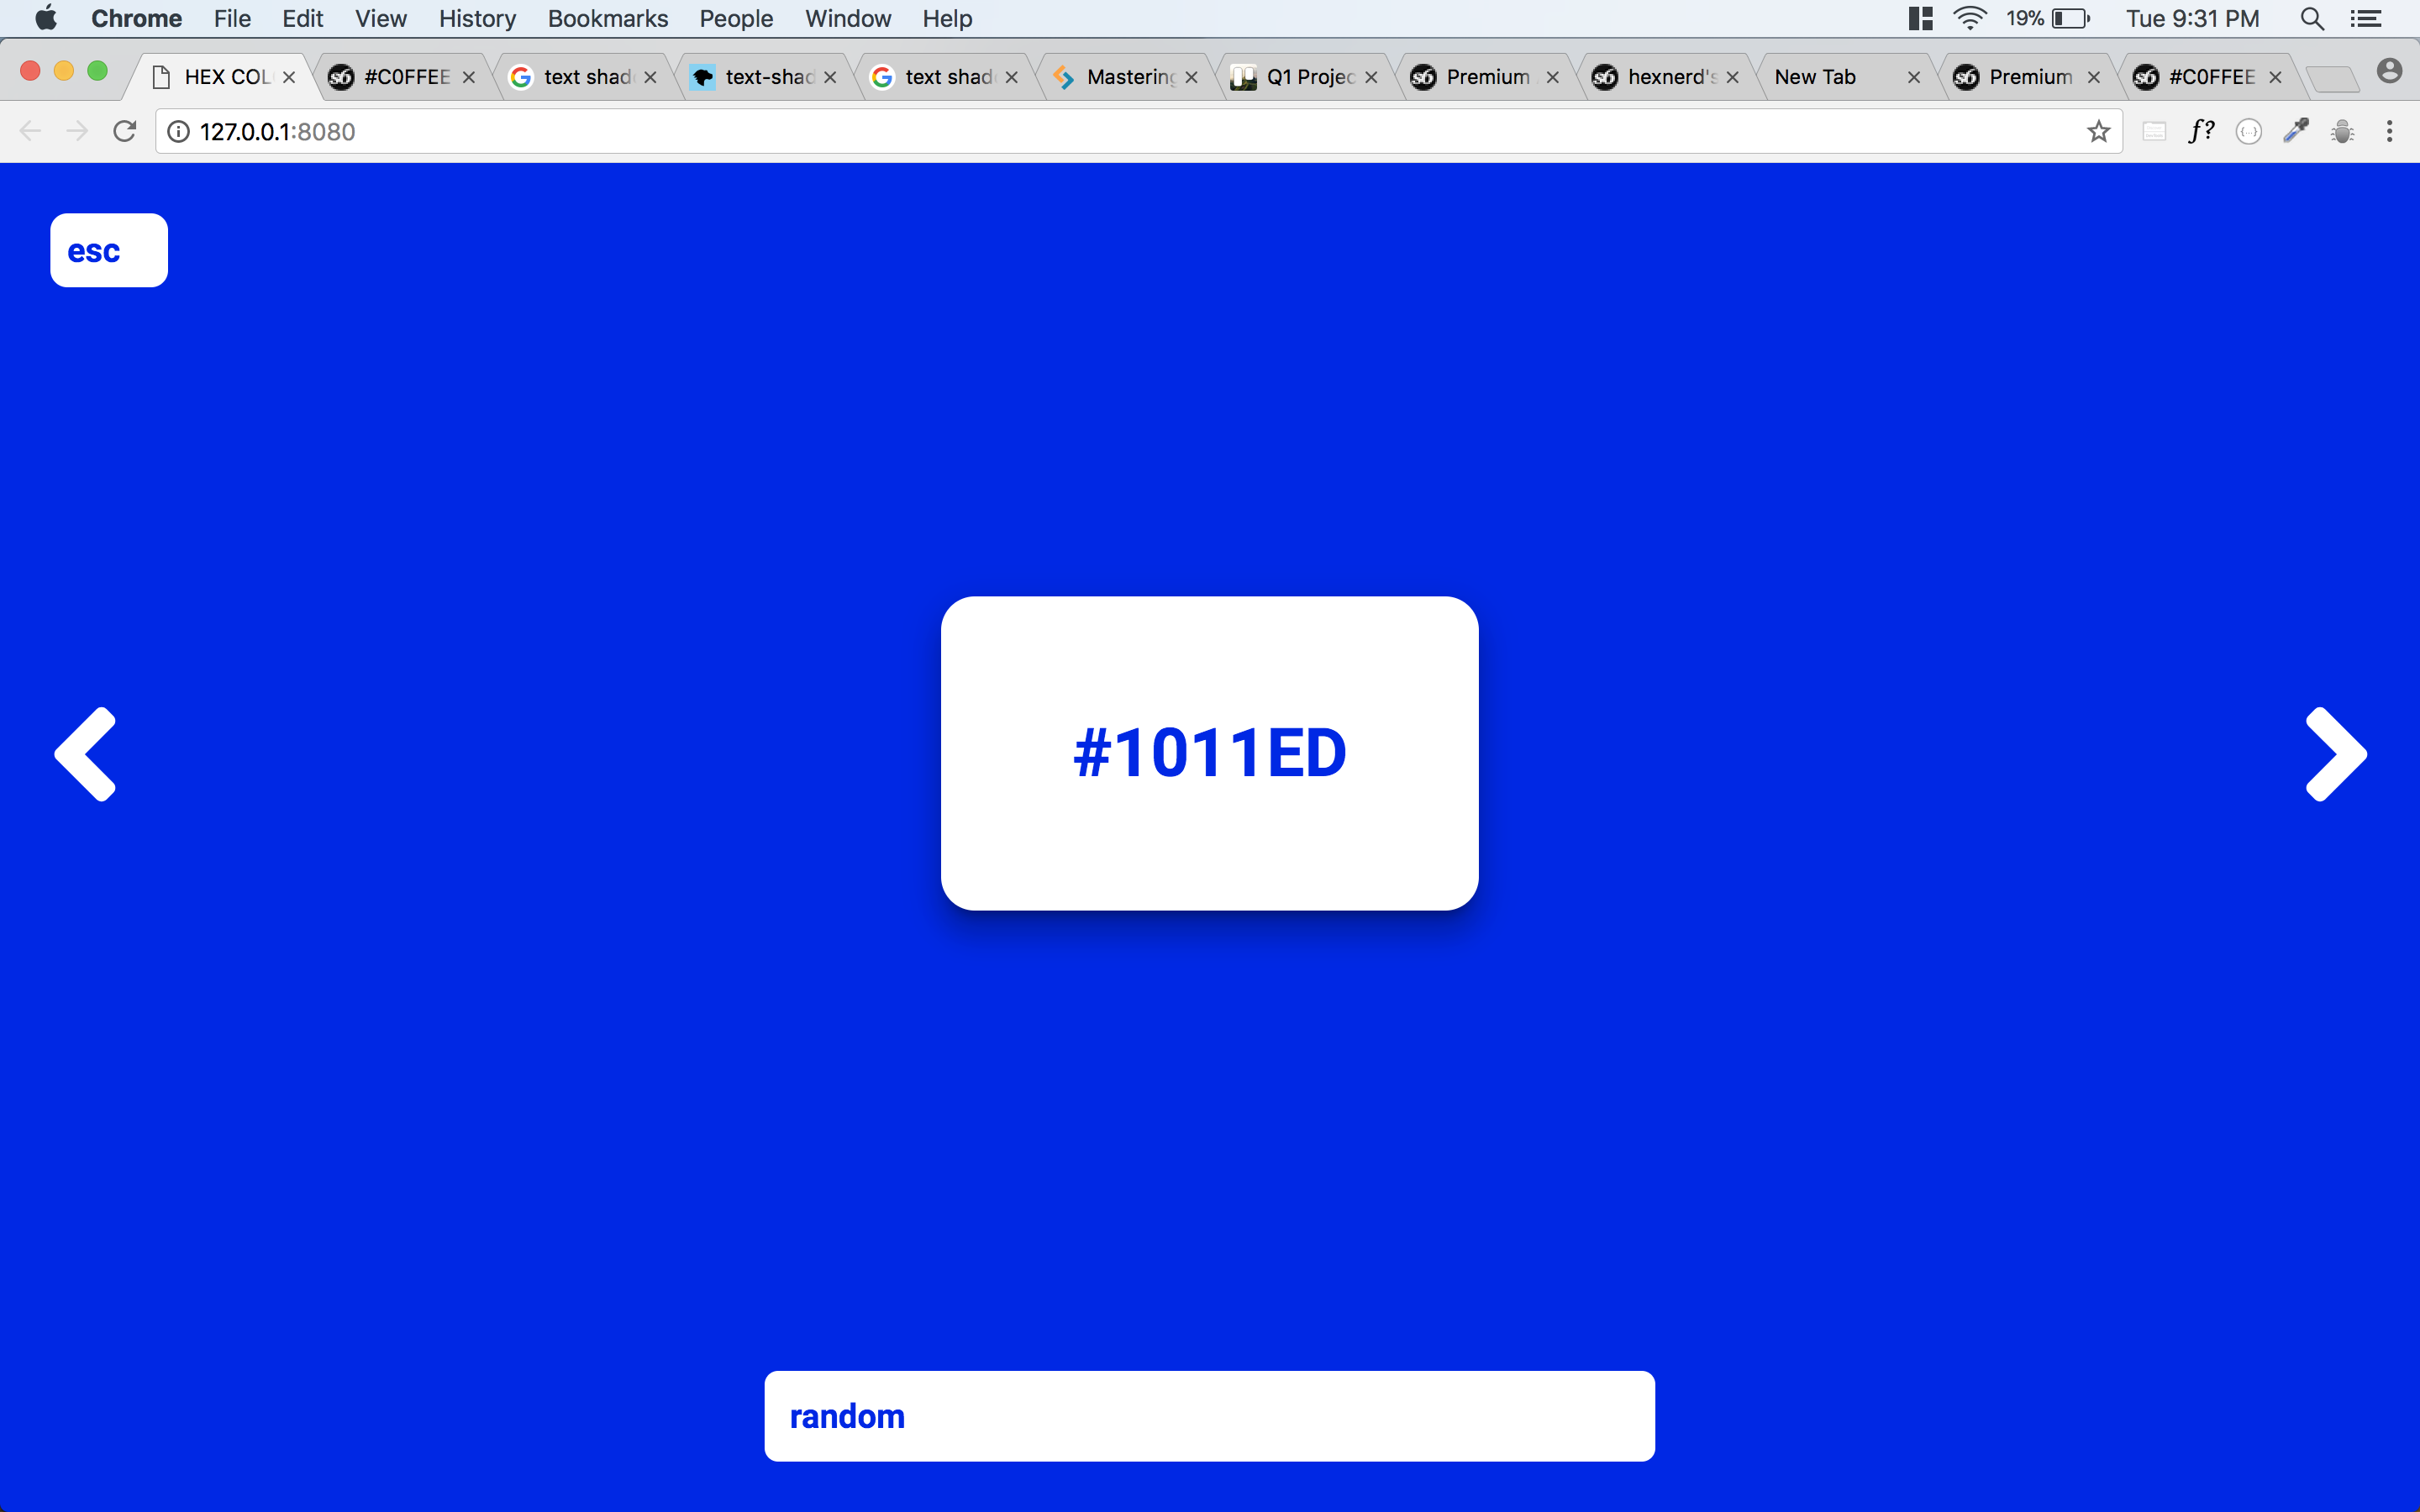 Chrome File Edit View History Bookmarks People Window Help 19% Tue 9:31 PM
HEX COL #C0FFEE text shad text-shad text shad Mastering Q1 Projec Premium hexnerd's New Tab Premium #C0FFEE
127.0.0.1:8080 f?
esc
#1011ED
random